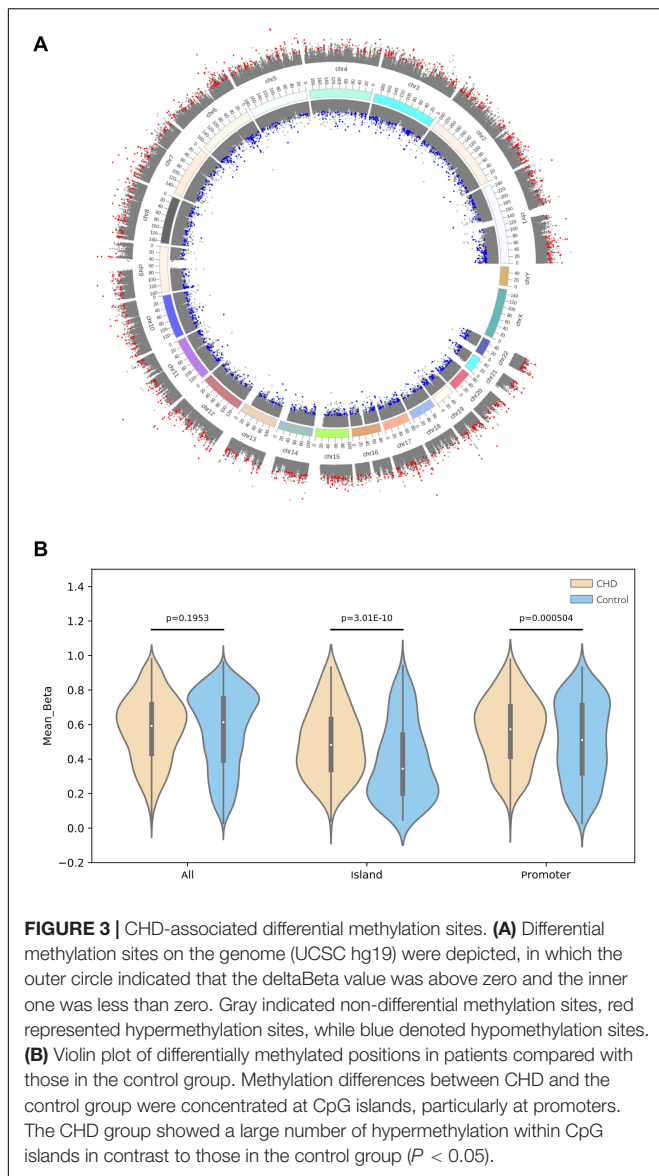 A
chr4
chr3
chr2
chr1
chrY
chrX
chr22
chr21
chr20
chr19
chr18
chr17
chr16
chr15
chr14
chr13
chr12
chr11
chr10
chr9
chr8
chr7
chr6
chr5
B
CHD
Control
p=0.1953
p=3.01E-10
p=0.000504
Mean_Beta
1.4
1.2
1.0
0.8
0.6
0.4
0.2
0.0
−0.2
All
Island
Promoter
FIGURE 3 | CHD-associated differential methylation sites. (A) Differential
methylation sites on the genome (UCSC hg19) were depicted, in which the
outer circle indicated that the deltaBeta value was above zero and the inner
one was less than zero. Gray indicated non-differential methylation sites, red
represented hypermethylation sites, while blue denoted hypomethylation sites.
(B) Violin plot of differentially methylated positions in patients compared with
those in the control group. Methylation differences between CHD and the
control group were concentrated at CpG islands, particularly at promoters.
The CHD group showed a large number of hypermethylation within CpG
islands in contrast to those in the control group (P < 0.05).